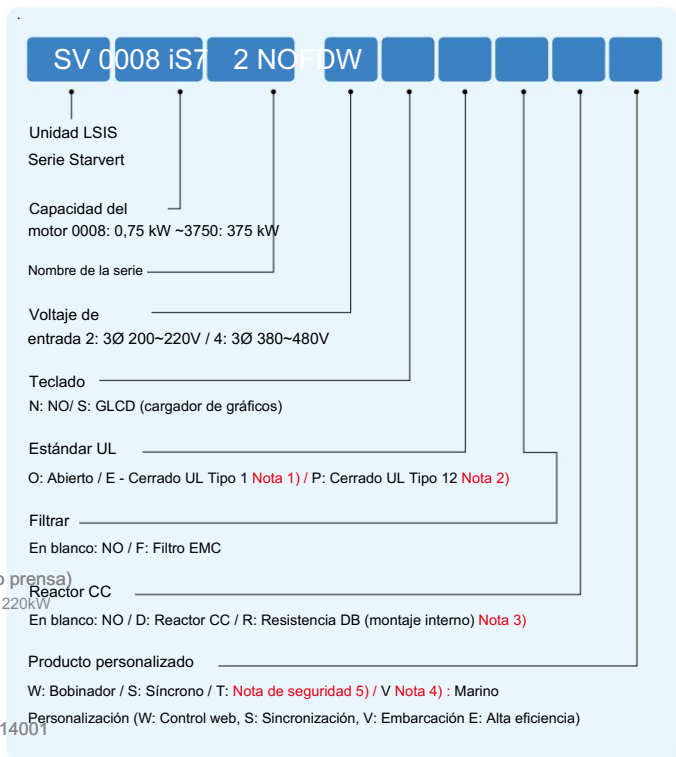 .
SV 0008 iS7 2 NOFDW
Unidad LSIS
Serie Starvert
Capacidad del
motor 0008: 0,75 kW ~3750: 375 kW
Nombre de la serie
Voltaje de
entrada 2: 3Ø 200~220V / 4: 3Ø 380~480V
Teclado
N: NO/ S: GLCD (cargador de gráficos)
Estándar UL
O: Abierto / E - Cerrado UL Tipo 1 Nota 1) / P: Cerrado UL Tipo 12 Nota 2)
Filtrar
En blanco: NO / F: Filtro EMC
o prensa)
Reactor CC
220kW
En blanco: NO / D: Reactor CC / R: Resistencia DB (montaje interno) Nota 3)
Producto personalizado
W: Bobinador / S: Síncrono / T: Nota de seguridad 5) / V Nota 4) : Marino
Personalización (W: Control web, S: Sincronización, V: Embarcación E: Alta eficiencia)
14001